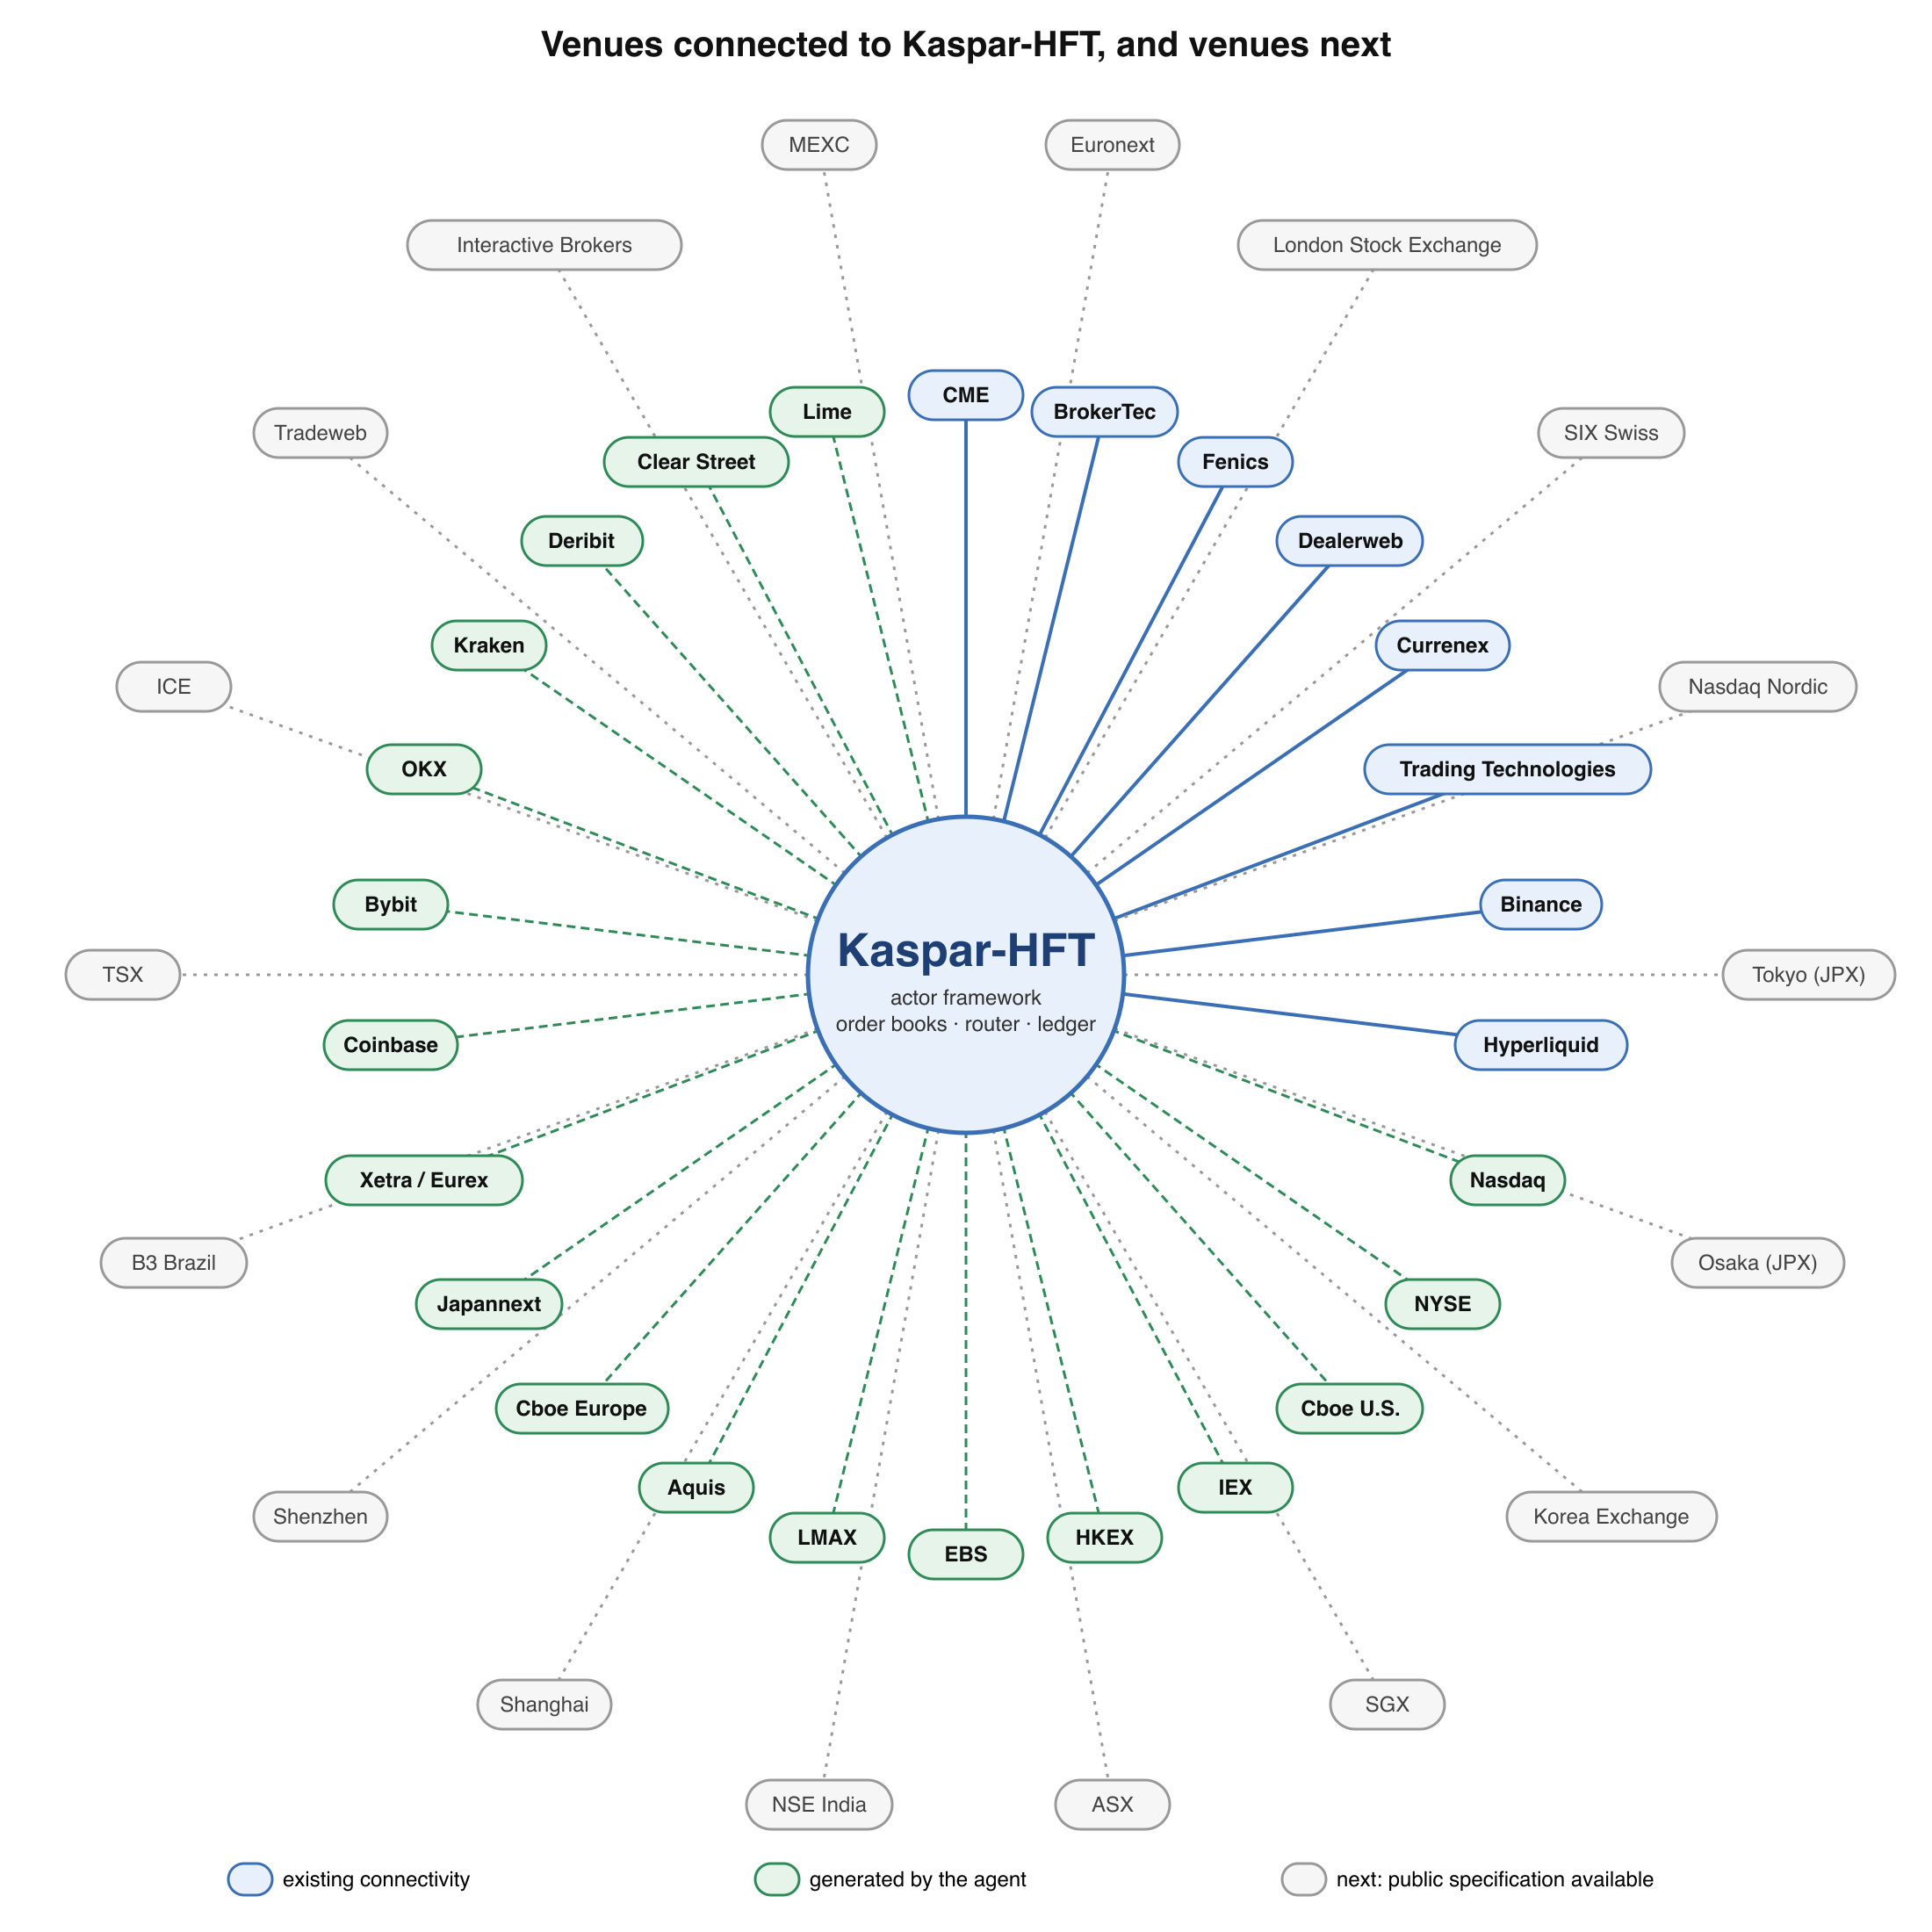 Venues connected to Kaspar-HFT, and venues next
MEXC
Euronext
Interactive Brokers
London Stock Exchange
CME
Lime
BrokerTec
Tradeweb
SIX Swiss
Clear Street
Fenics
Deribit
Dealerweb
Kraken
Currenex
ICE
Nasdaq Nordic
OKX
Trading Technologies
Bybit
Binance
Kaspar-HFT
TSX
Tokyo (JPX)
actor framework
order books · router · ledger
Coinbase
Hyperliquid
Xetra / Eurex
Nasdaq
B3 Brazil
Osaka (JPX)
Japannext
NYSE
Cboe Europe
Cboe U.S.
Aquis
IEX
Shenzhen
Korea Exchange
LMAX
HKEX
EBS
Shanghai
SGX
NSE India
ASX
existing connectivity
generated by the agent
next: public specification available